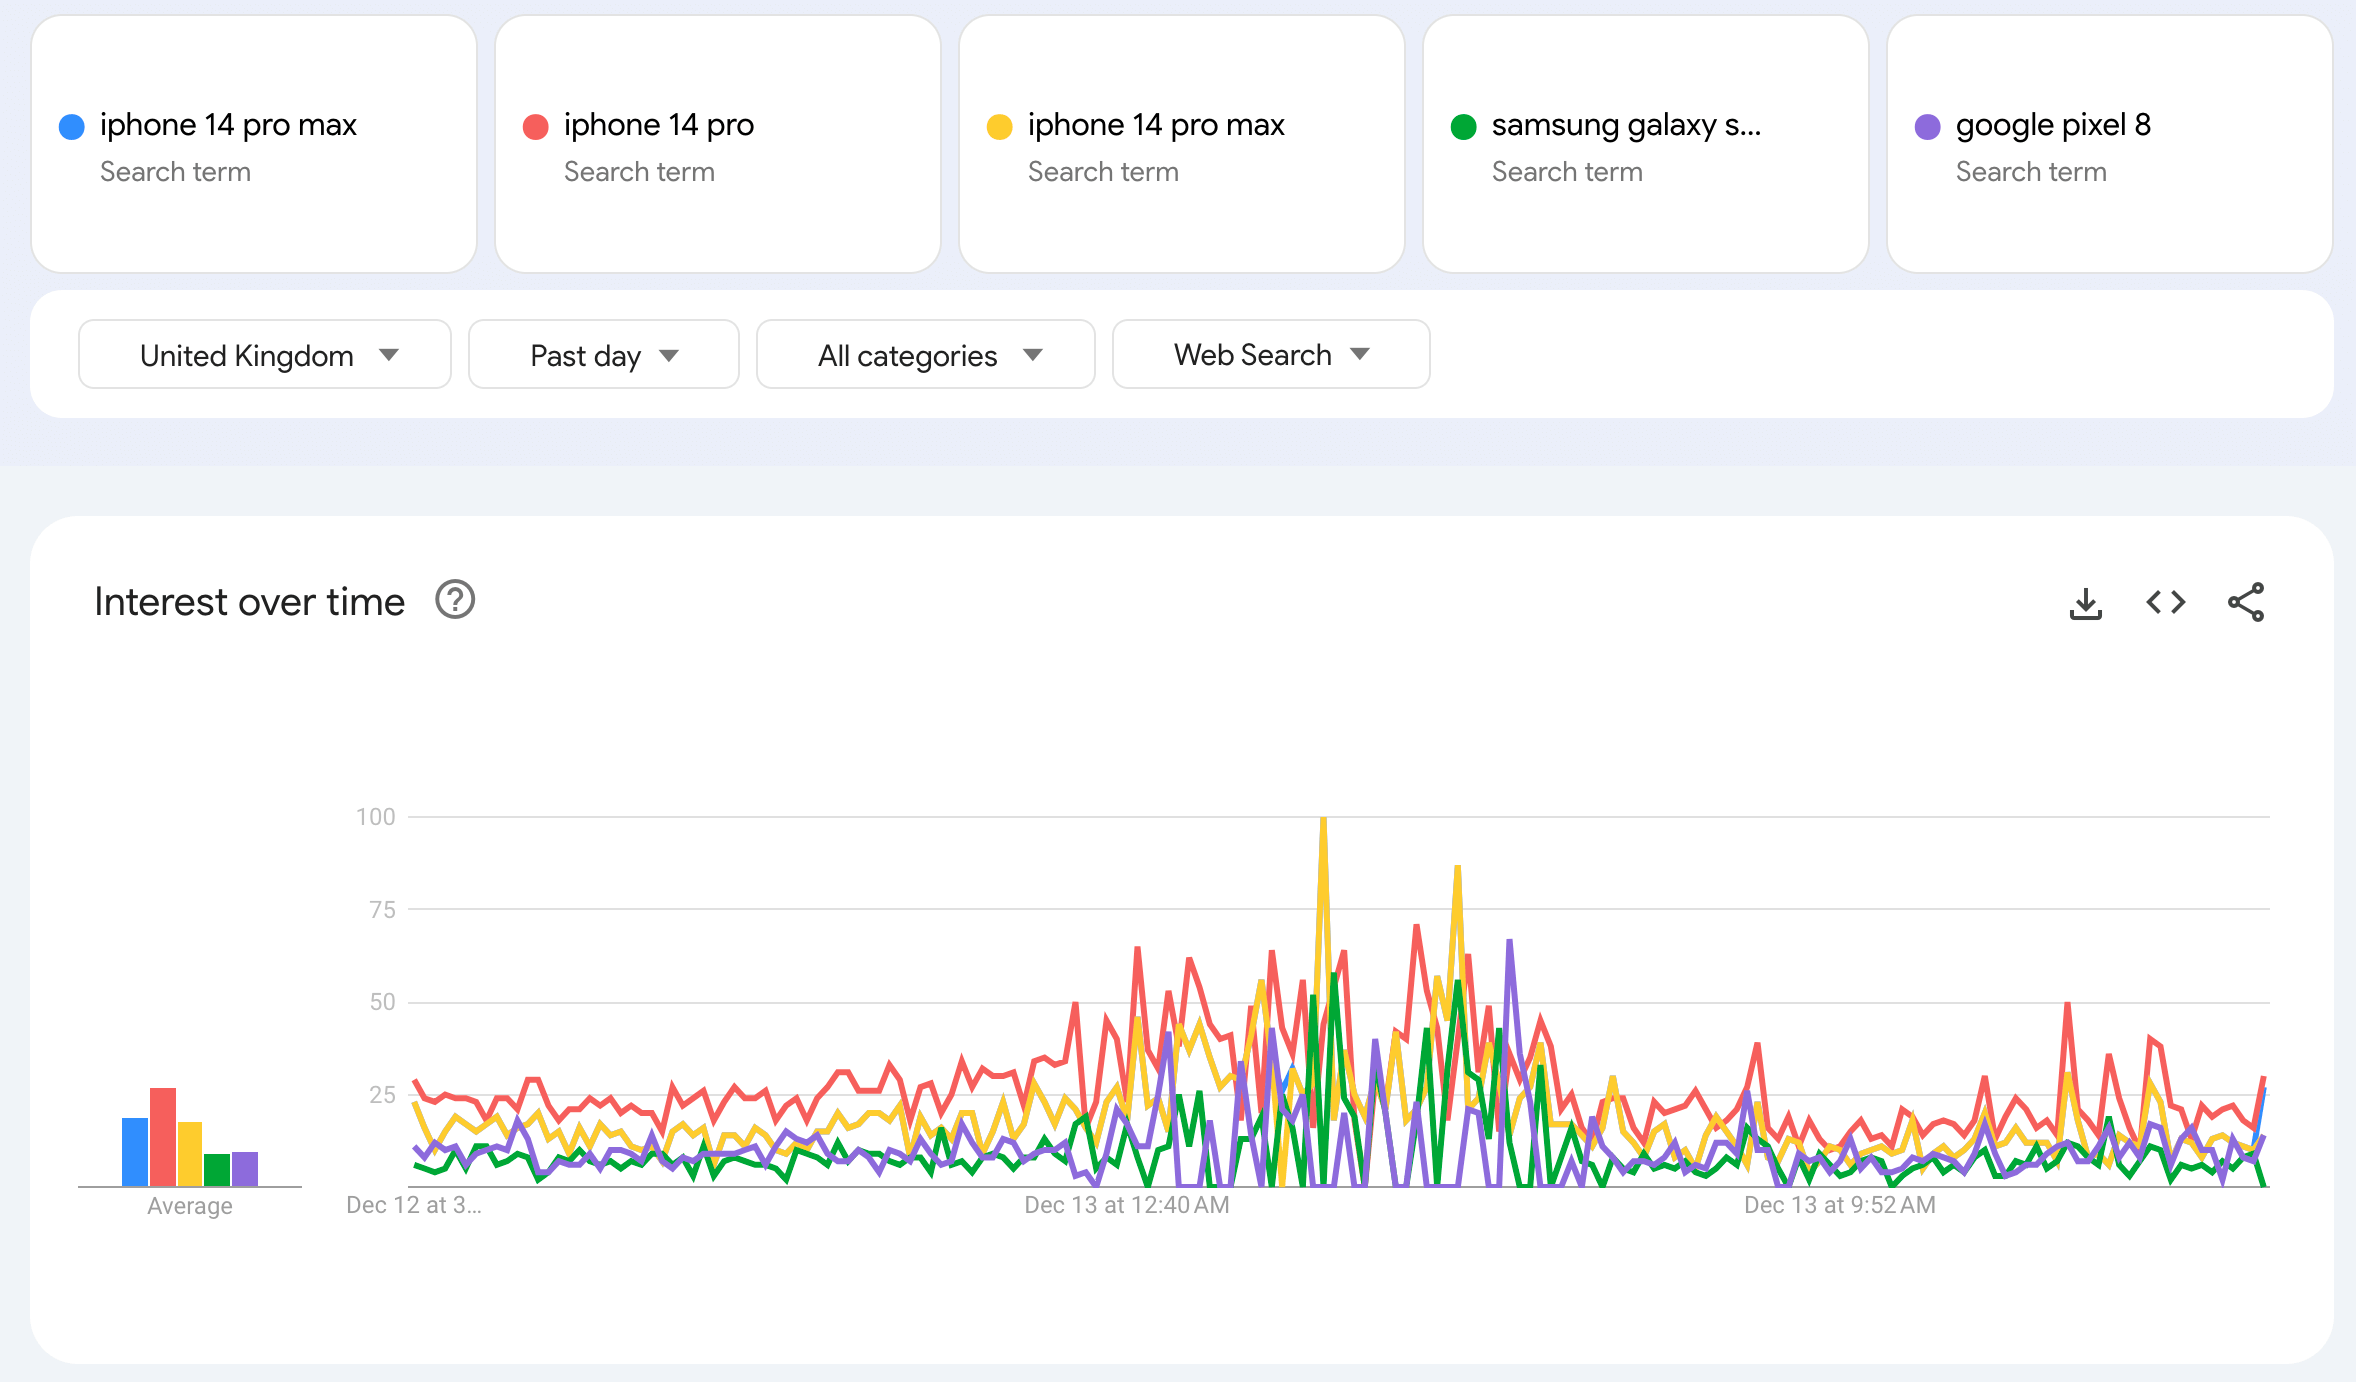 iphone 14 pro max
Search term
iphone 14 pro
Search term
iphone 14 pro max
Search term
samsung galaxy s...
Search term
google pixel 8
Search term
United Kingdom
Past day
All categories
Web Search
Interest over time
?
100
75
50
25
Average
Dec 12 at 3...
Dec 13 at 12:40 AM
Dec 13 at 9:52 AM